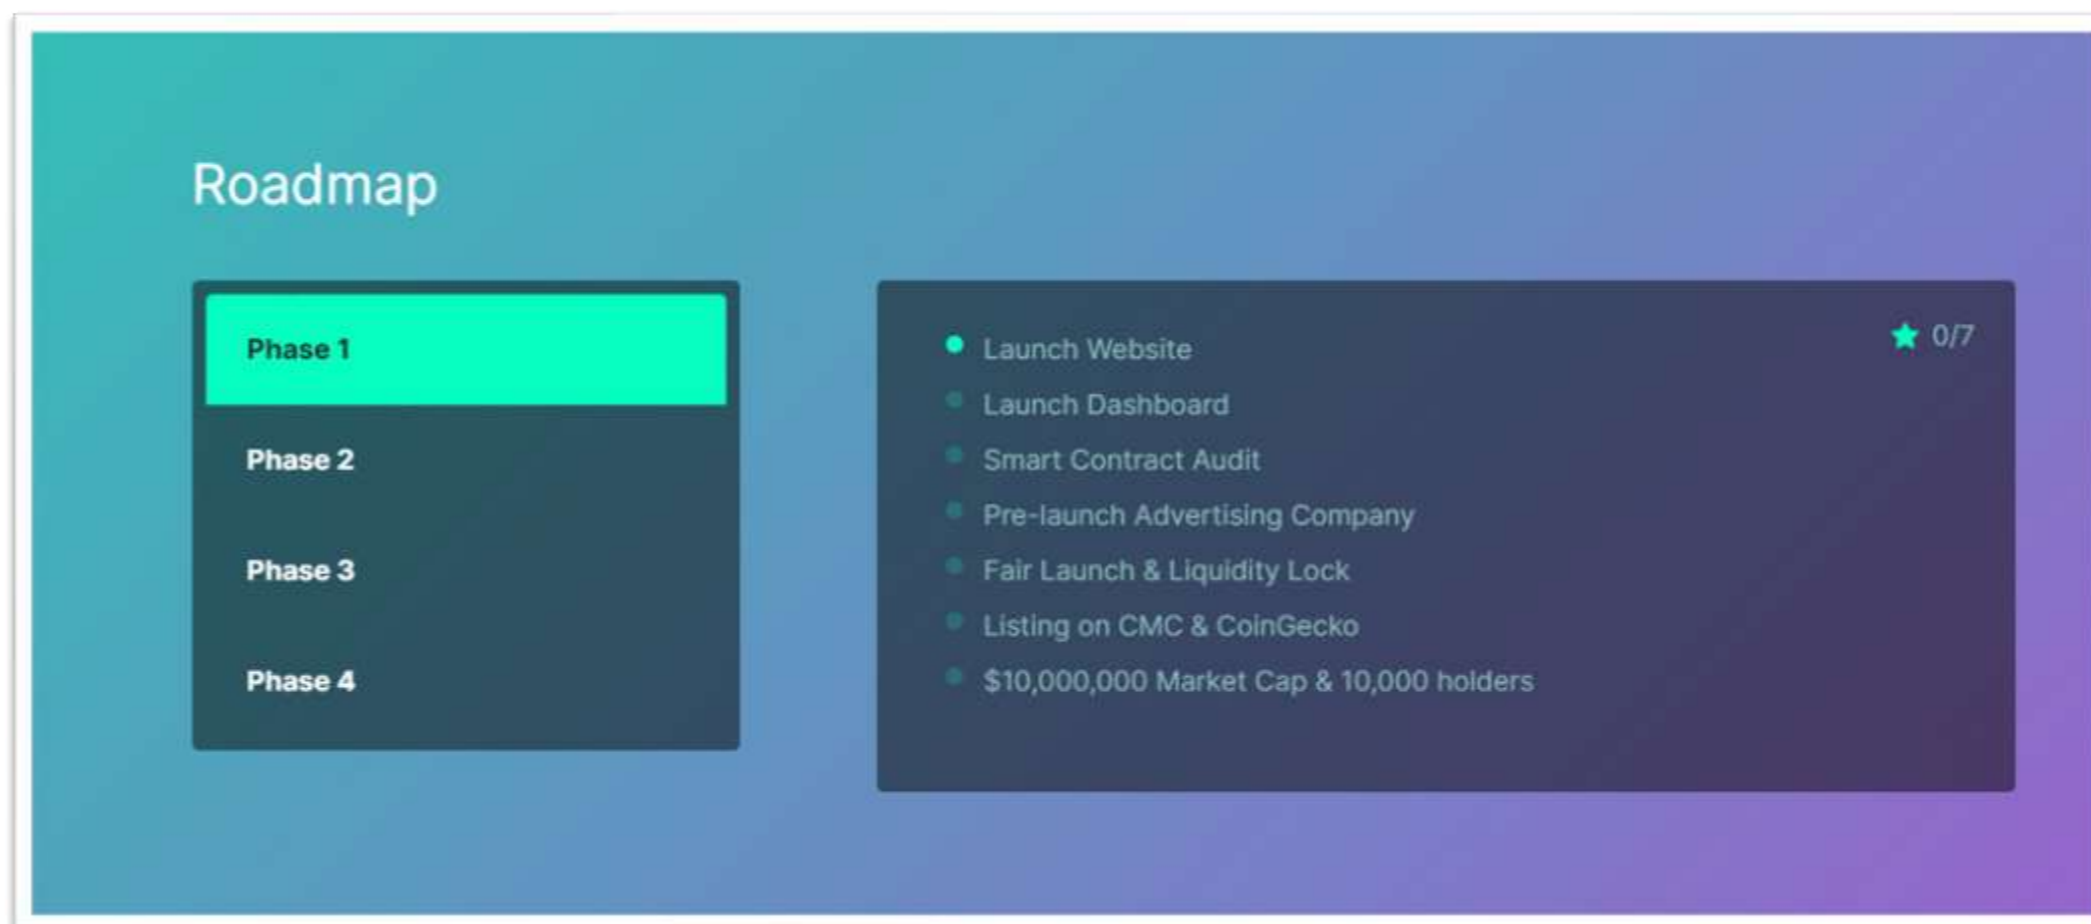 Roadmap
Phase 1
Phase 2
Phase 3
Phase 4
Launch Website
0/7
Launch Dashboard
Smart Contract Audit
Pre-launch Advertising Company
Fair Launch & Liquidity Lock
Listing on CMC & CoinGecko
$10,000,000 Market Cap & 10,000 holders